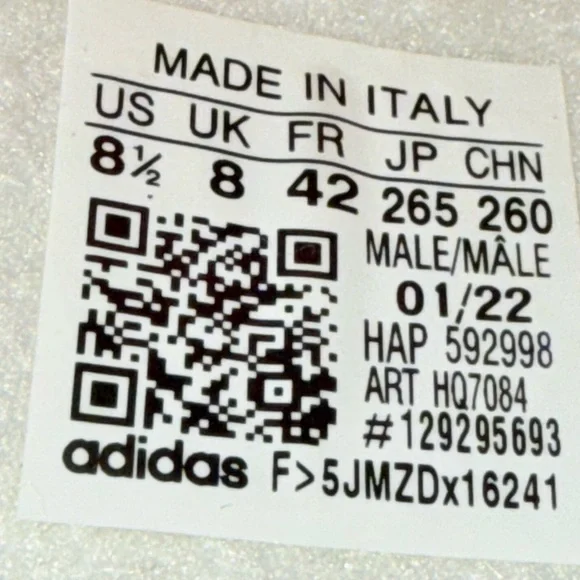 MADE IN ITALY
US UK FR JP CHN
8½ 8 42 265 260
MALE/MÂLE
01/22
HAP 592998
ART HQ7084
#129295693
adidas F>5JMZDx16241